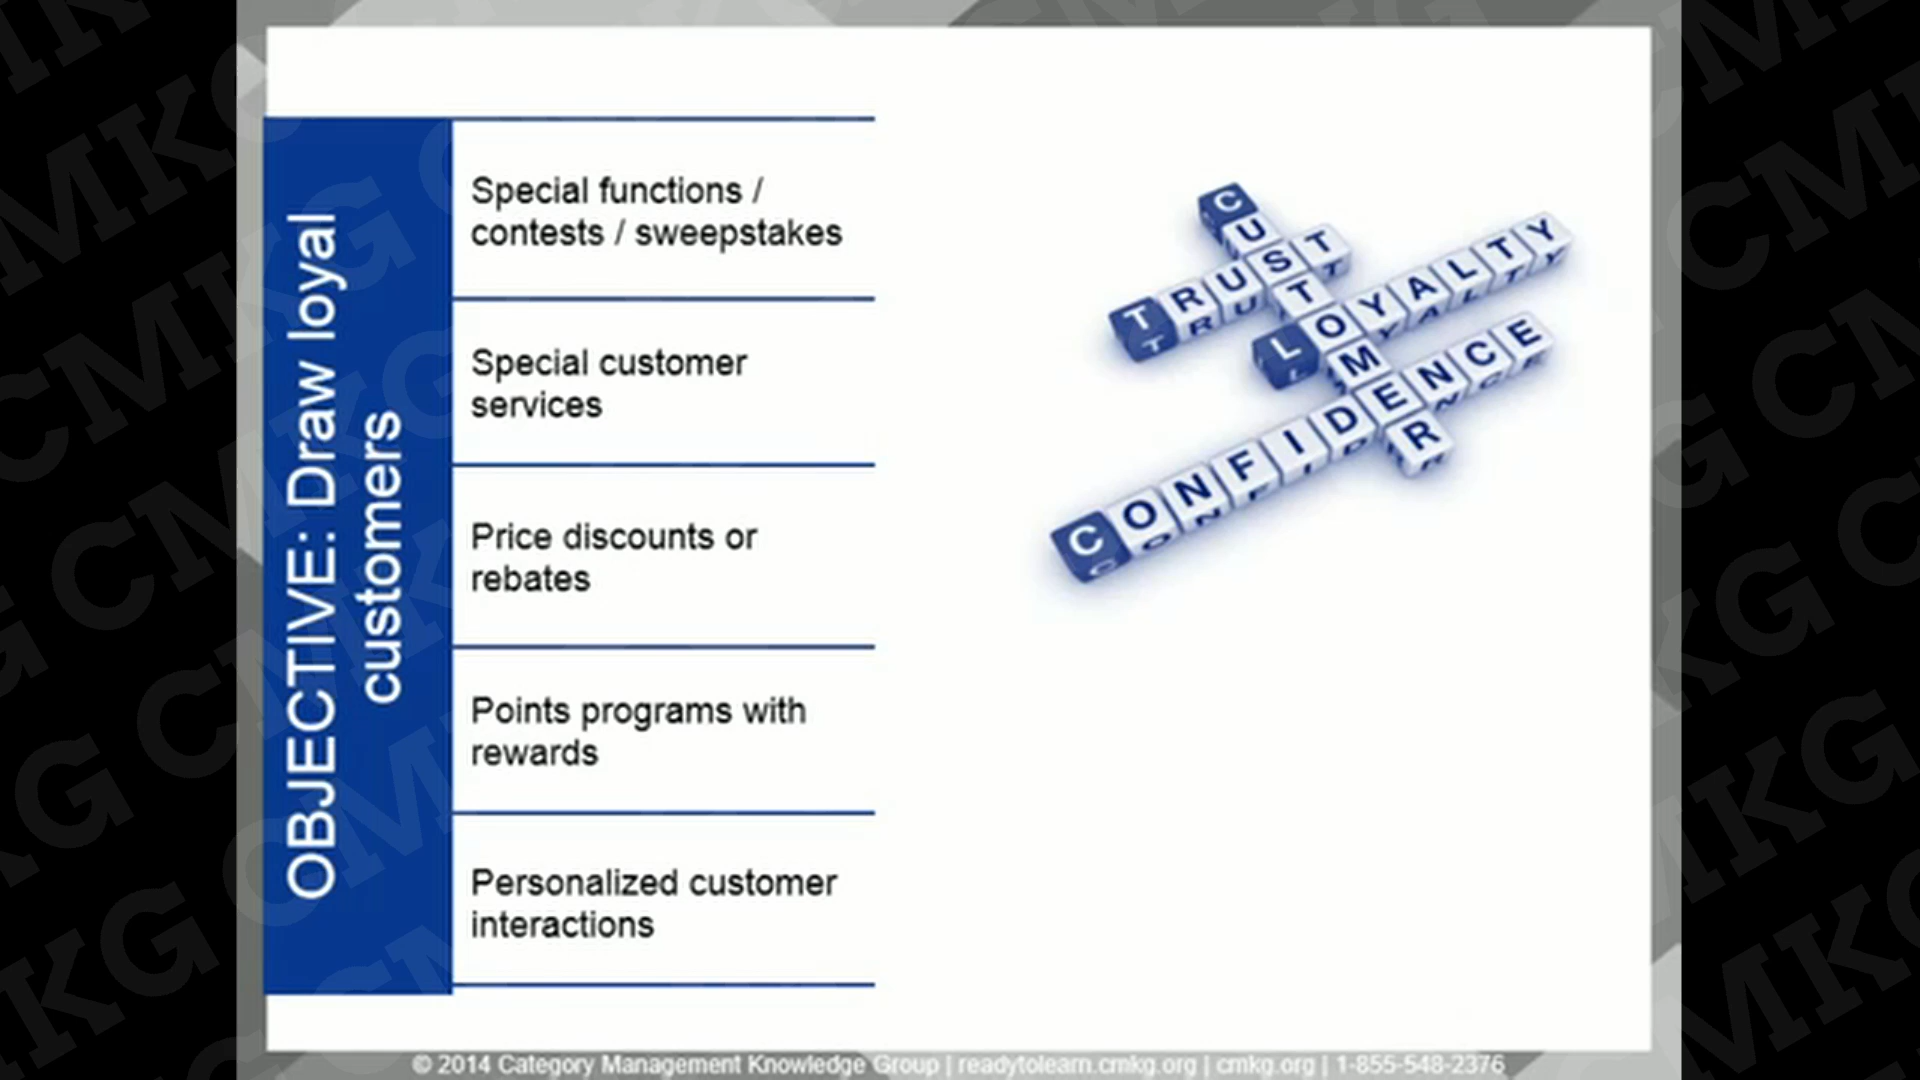 OBJECTIVE: Draw loyal
customers
Special functions /
contests / sweepstakes
Special customer
services
Price discounts or
rebates
Points programs with
rewards
Personalized customer
interactions
CUSTOMER
TRUST
LOYALTY
CONFIDENCE
© 2014 Category Management Knowledge Group | readytolearn.cmkg.org | cmkg.org | 1-855-548-2376
CMKG